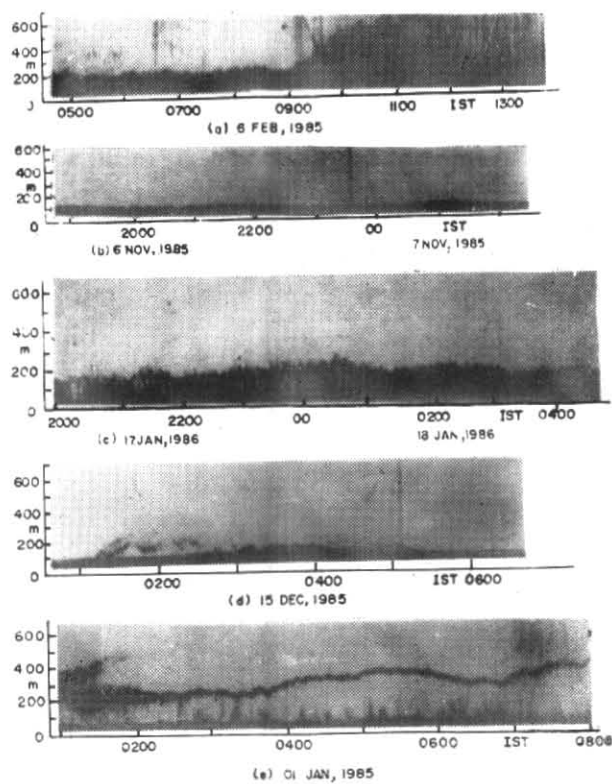 600
400
m
200
J 0500 0700 0900 1100 IST 1300
(a) 6 FEB, 1985
600
400
m
200
0
2000 2200 00 IST
(b) 6 NOV, 1985 7 NOV, 1985
600
400
m
200
0
2000 2200 00 0200 IST 0400
(c) 17 JAN, 1986 18 JAN, 1986
600
400
m
200
0
0200 0400 IST 0600
(d) 15 DEC, 1985
600
400
m
200
0
0200 0400 0600 IST 0808
(e) 01 JAN, 1985